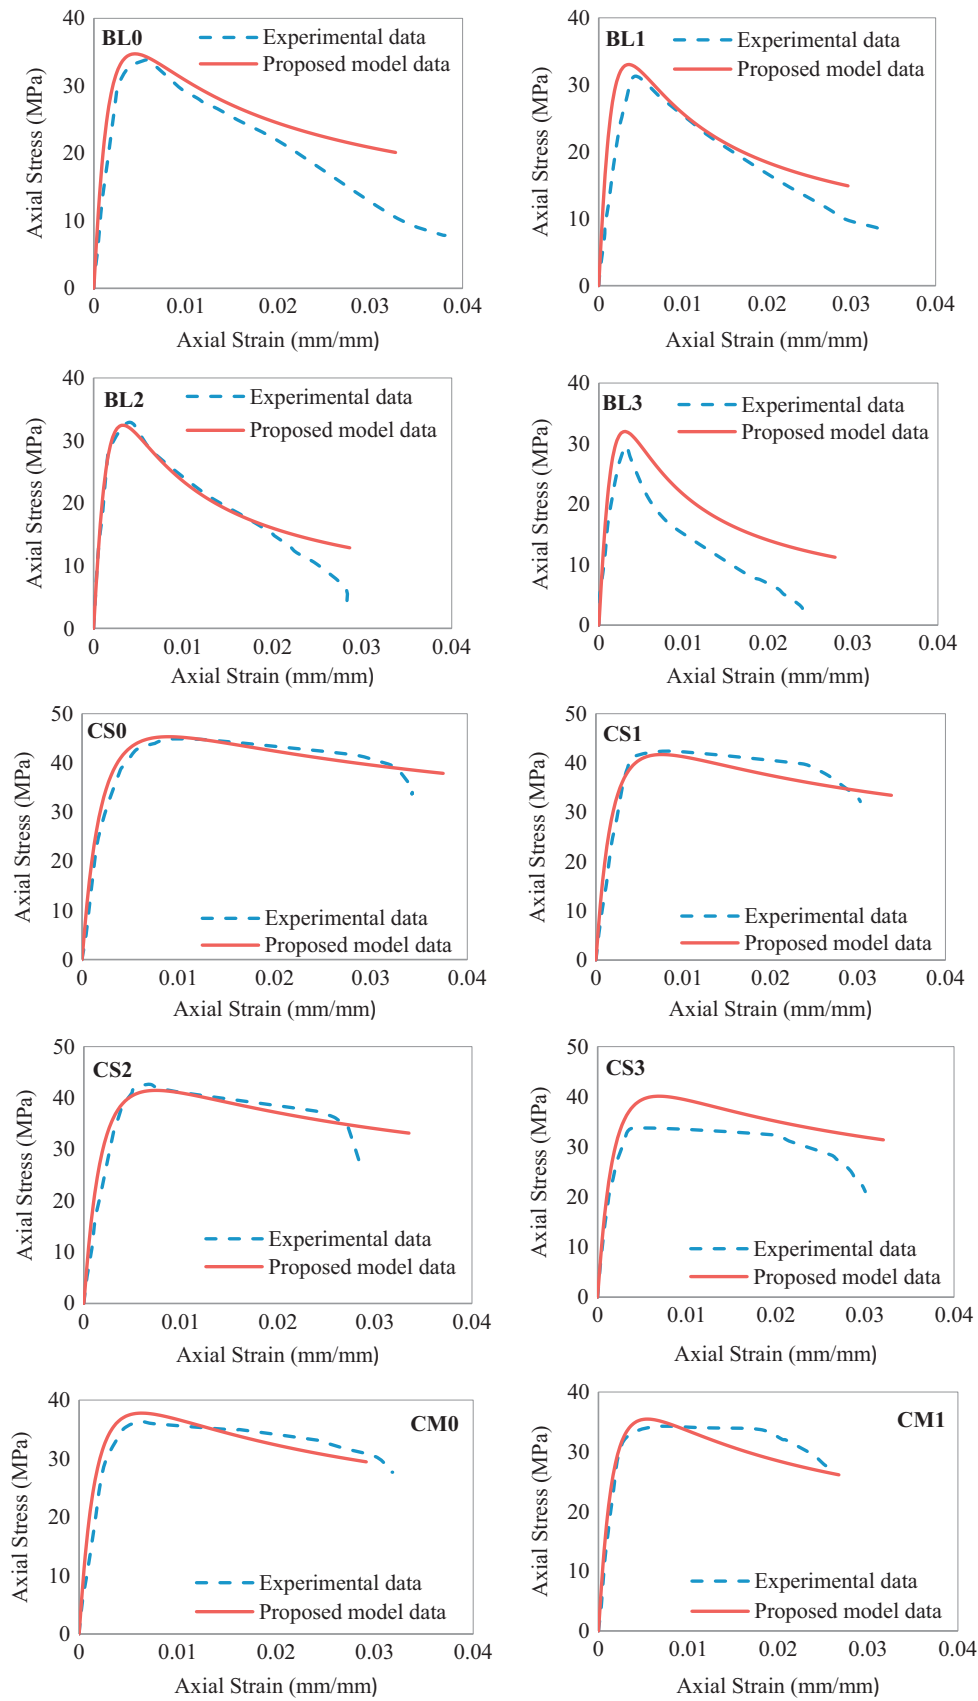 BL0
Experimental data
Proposed model data
Axial Stress (MPa)
40
30
20
10
0
0 0.01 0.02 0.03 0.04
Axial Strain (mm/mm)
BL1
Experimental data
Proposed model data
Axial Stress (MPa)
40
30
20
10
0
0 0.01 0.02 0.03 0.04
Axial Strain (mm/mm)
BL2
Experimental data
Proposed model data
Axial Stress (MPa)
40
30
20
10
0
0 0.01 0.02 0.03 0.04
Axial Strain (mm/mm)
BL3
Experimental data
Proposed model data
Axial Stress (MPa)
40
30
20
10
0
0 0.01 0.02 0.03 0.04
Axial Strain (mm/mm)
CS0
Experimental data
Proposed model data
Axial Stress (MPa)
50
40
30
20
10
0
0 0.01 0.02 0.03 0.04
Axial Strain (mm/mm)
CS1
Experimental data
Proposed model data
Axial Stress (MPa)
50
40
30
20
10
0
0 0.01 0.02 0.03 0.04
Axial Strain (mm/mm)
CS2
Experimental data
Proposed model data
Axial Stress (MPa)
50
40
30
20
10
0
0 0.01 0.02 0.03 0.04
Axial Strain (mm/mm)
CS3
Experimental data
Proposed model data
Axial Stress (MPa)
50
40
30
20
10
0
0 0.01 0.02 0.03 0.04
Axial Strain (mm/mm)
CM0
Experimental data
Proposed model data
Axial Stress (MPa)
40
30
20
10
0
0 0.01 0.02 0.03 0.04
Axial Strain (mm/mm)
CM1
Experimental data
Proposed model data
Axial Stress (MPa)
40
30
20
10
0
0 0.01 0.02 0.03 0.04
Axial Strain (mm/mm)